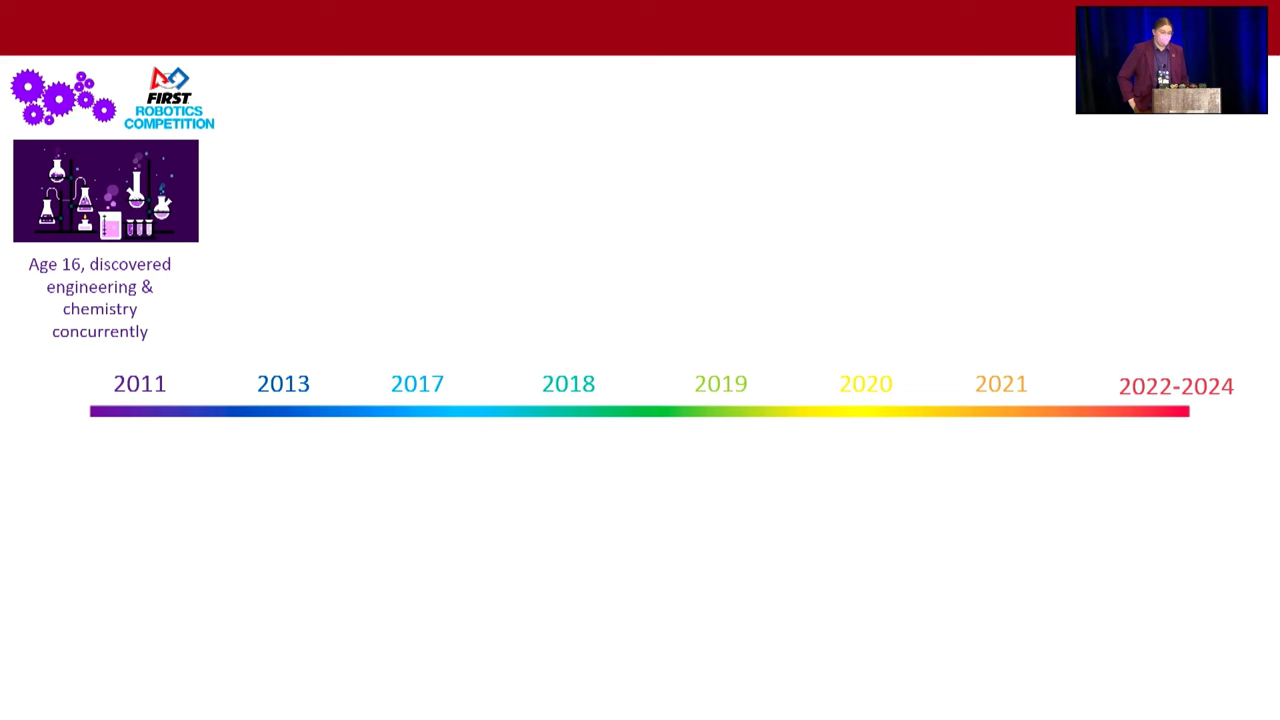 FIRST
ROBOTICS
COMPETITION
Age 16, discovered
engineering &
chemistry
concurrently
2011 2013 2017 2018 2019 2020 2021 2022-2024